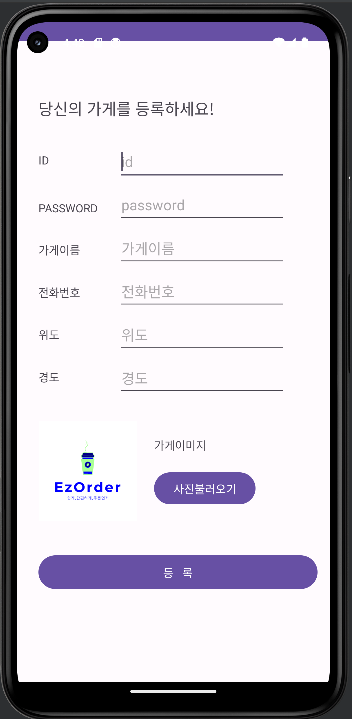 당신의 가게를 등록하세요!
ID
id
PASSWORD
password
가게이름
가게이름
전화번호
전화번호
위도
위도
경도
경도
EzOrder
가게이미지
사진불러오기
등 록